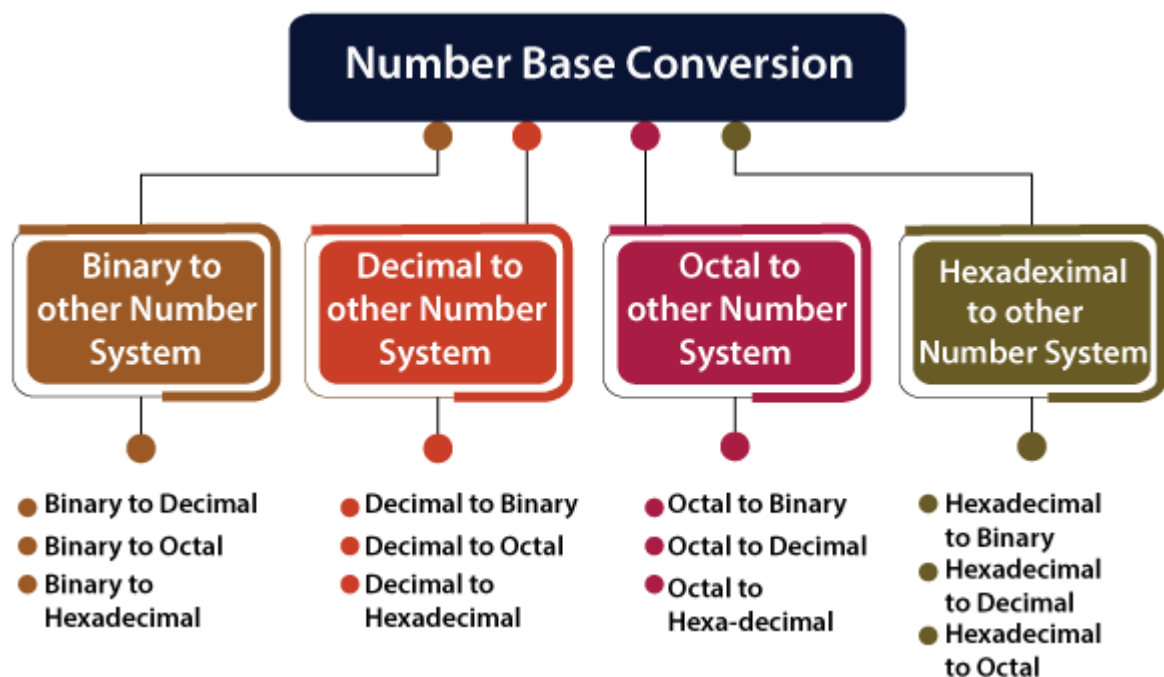 Number Base Conversion
Binary to
other Number
System
Decimal to
other Number
System
Octal to
other Number
System
Hexadeximal
to other
Number System
Binary to Decimal
Binary to Octal
Binary to
Hexadecimal
Decimal to Binary
Decimal to Octal
Decimal to
Hexadecimal
Octal to Binary
Octal to Decimal
Octal to
Hexa-decimal
Hexadecimal
to Binary
Hexadecimal
to Decimal
Hexadecimal
to Octal